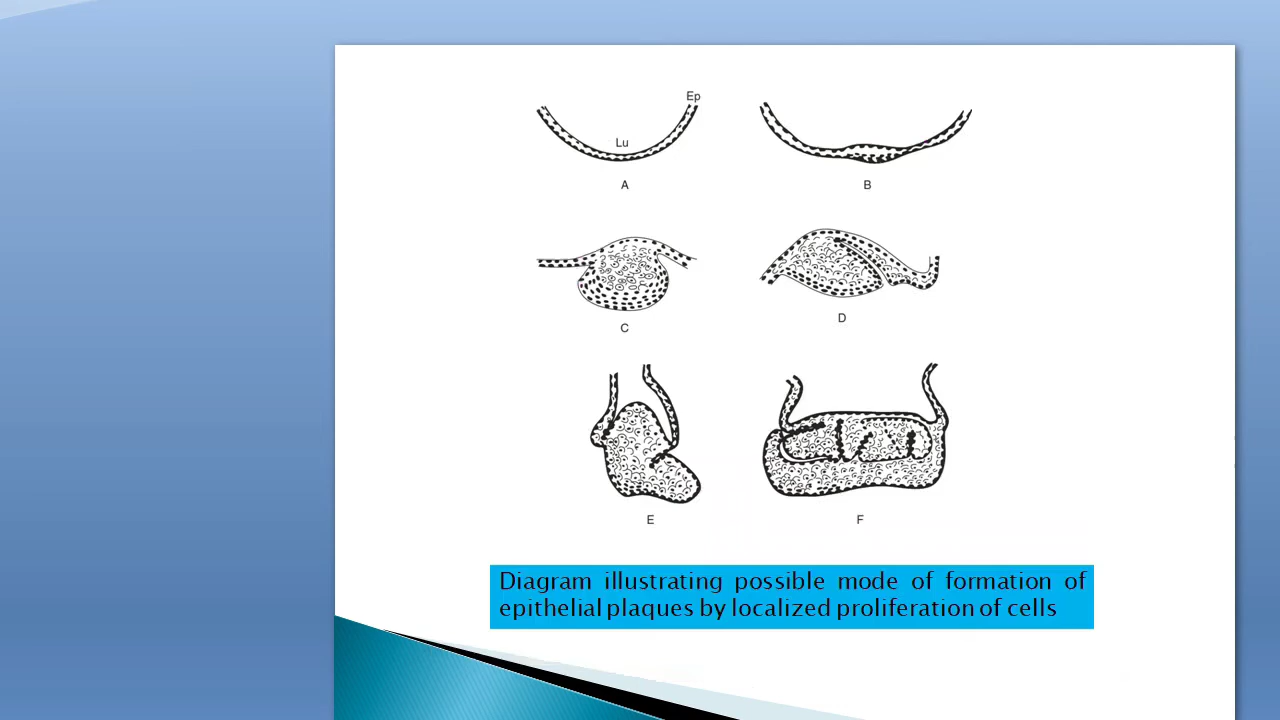 Ep
Lu
A
B
C
D
E
F
Diagram illustrating possible mode of formation of
epithelial plaques by localized proliferation of cells